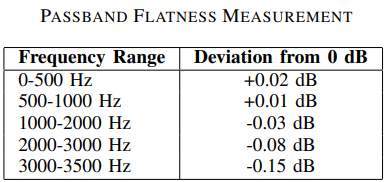 PASSBAND FLATNESS MEASUREMENT
Frequency Range Deviation from 0 dB
0-500 Hz +0.02 dB
500-1000 Hz +0.01 dB
1000-2000 Hz -0.03 dB
2000-3000 Hz -0.08 dB
3000-3500 Hz -0.15 dB